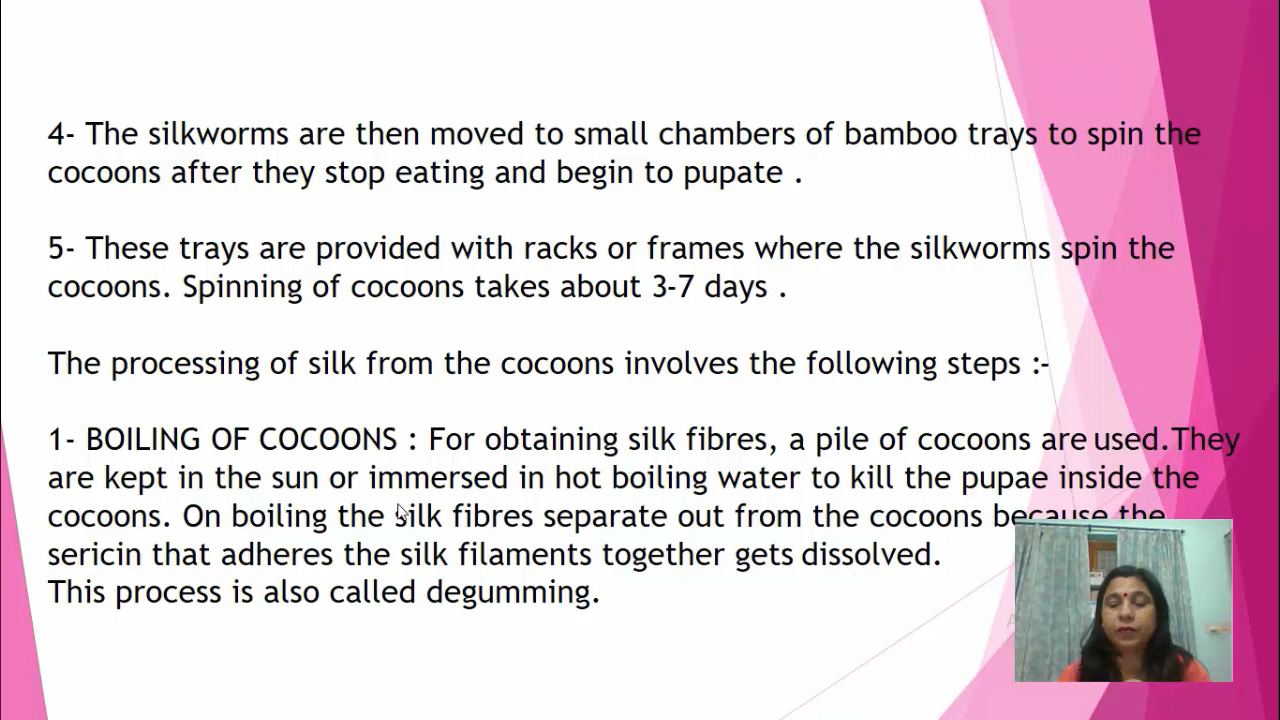 4- The silkworms are then moved to small chambers of bamboo trays to spin the
cocoons after they stop eating and begin to pupate .
5- These trays are provided with racks or frames where the silkworms spin the
cocoons. Spinning of cocoons takes about 3-7 days .
The processing of silk from the cocoons involves the following steps :-
1- BOILING OF COCOONS : For obtaining silk fibres, a pile of cocoons are used.They
are kept in the sun or immersed in hot boiling water to kill the pupae inside the
cocoons. On boiling the silk fibres separate out from the cocoons because the
sericin that adheres the silk filaments together gets dissolved.
This process is also called degumming.